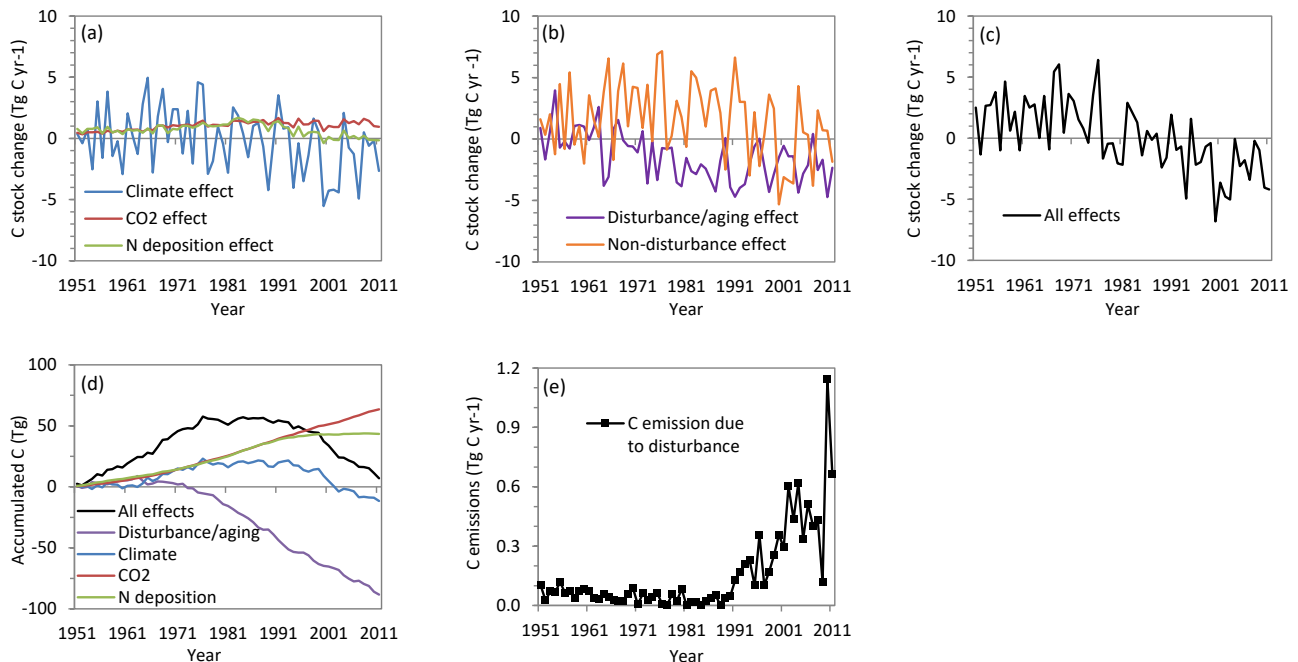 (a)
C stock change (Tg C yr-1)
10
5
0
-5
-10
Climate effect
CO2 effect
N deposition effect
1951 1961 1971 1981 1991 2001 2011
Year
(b)
C stock change (Tg C yr -1)
10
5
0
-5
-10
Disturbance/aging effect
Non-disturbance effect
1951 1961 1971 1981 1991 2001 2011
Year
(c)
C stock change (Tg C yr-1)
10
5
0
-5
-10
All effects
1951 1961 1971 1981 1991 2001 2011
Year
(d)
Accumulated C (Tg)
100
50
0
-50
-100
All effects
Disturbance/aging
Climate
CO2
N deposition
1951 1961 1971 1981 1991 2001 2011
Year
(e)
C emissions (Tg C yr-1)
1.2
0.9
0.6
0.3
0.0
C emission due
to disturbance
1951 1961 1971 1981 1991 2001 2011
Year